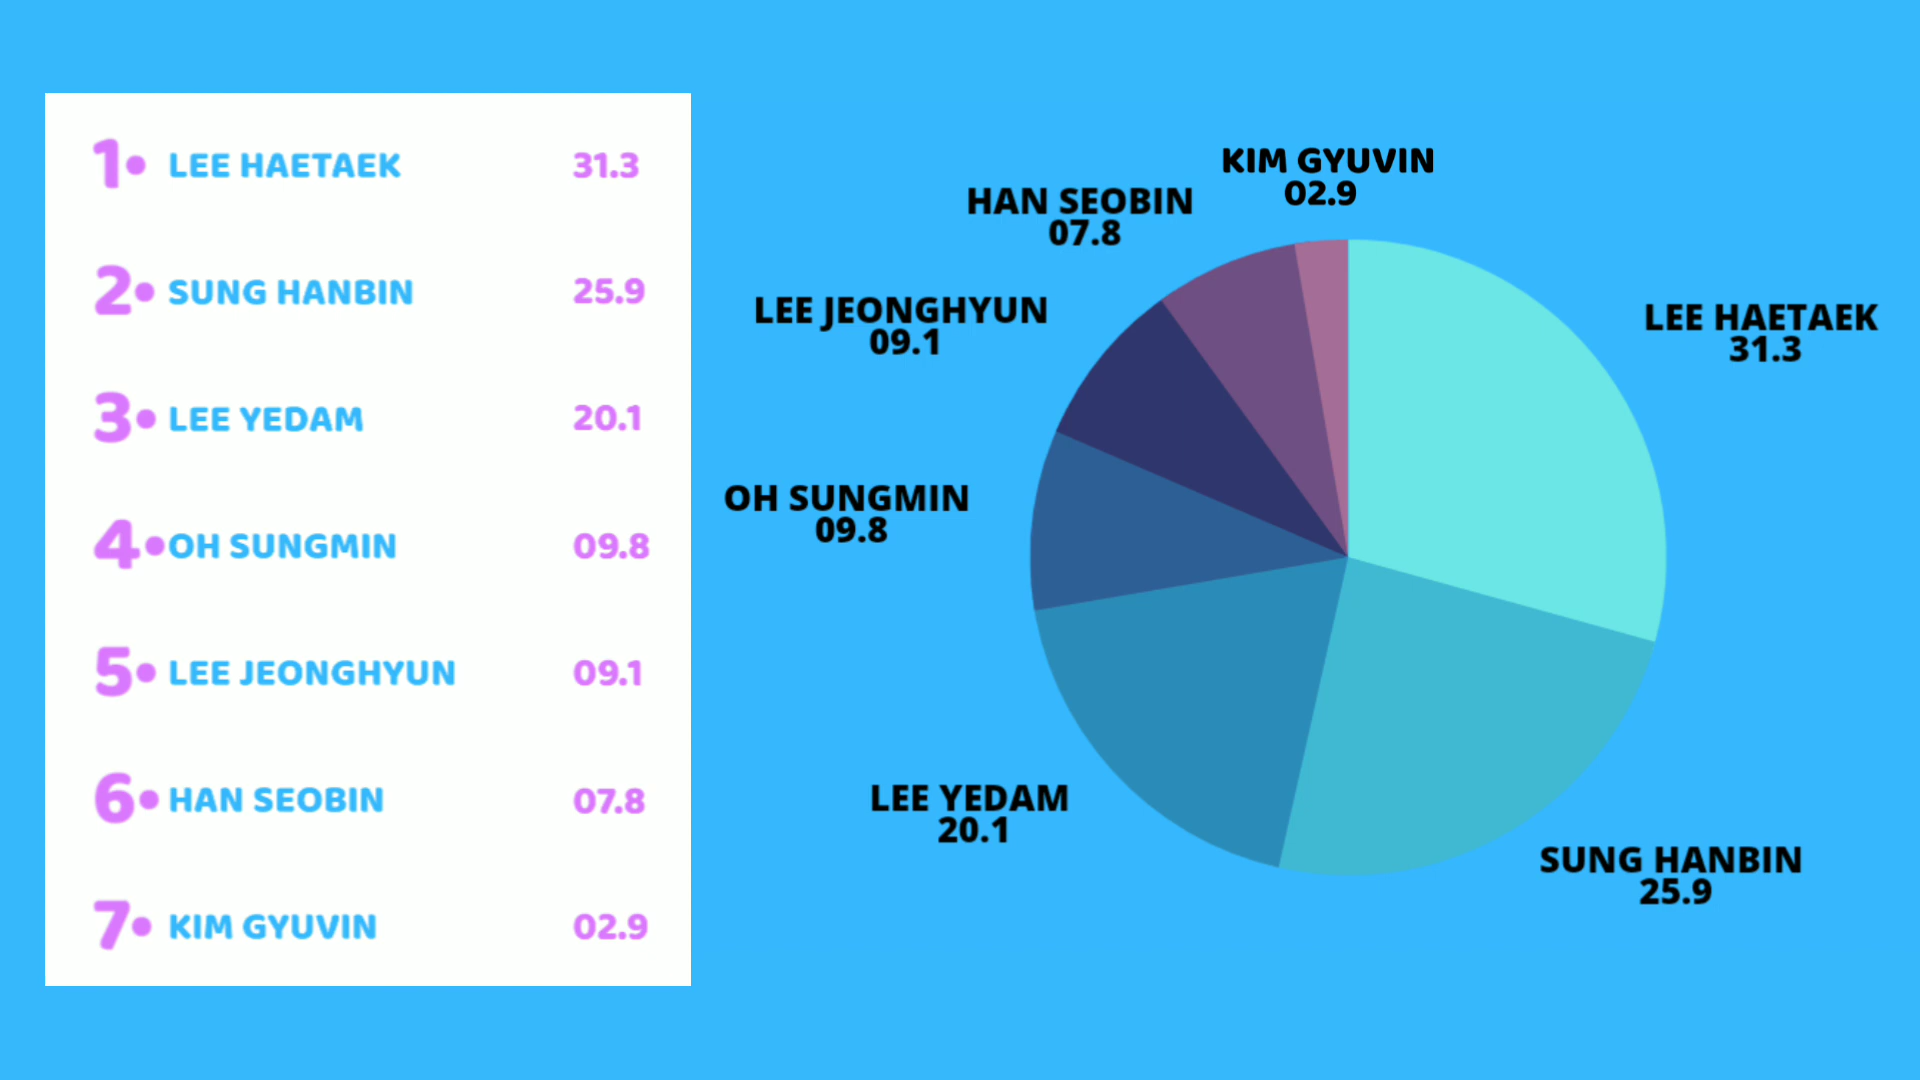 1• LEE HAETAEK 31.3
2• SUNG HANBIN 25.9
3• LEE YEDAM 20.1
4• OH SUNGMIN 09.8
5• LEE JEONGHYUN 09.1
6• HAN SEOBIN 07.8
7• KIM GYUVIN 02.9
KIM GYUVIN
02.9
HAN SEOBIN
07.8
LEE JEONGHYUN
09.1
LEE HAETAEK
31.3
OH SUNGMIN
09.8
LEE YEDAM
20.1
SUNG HANBIN
25.9